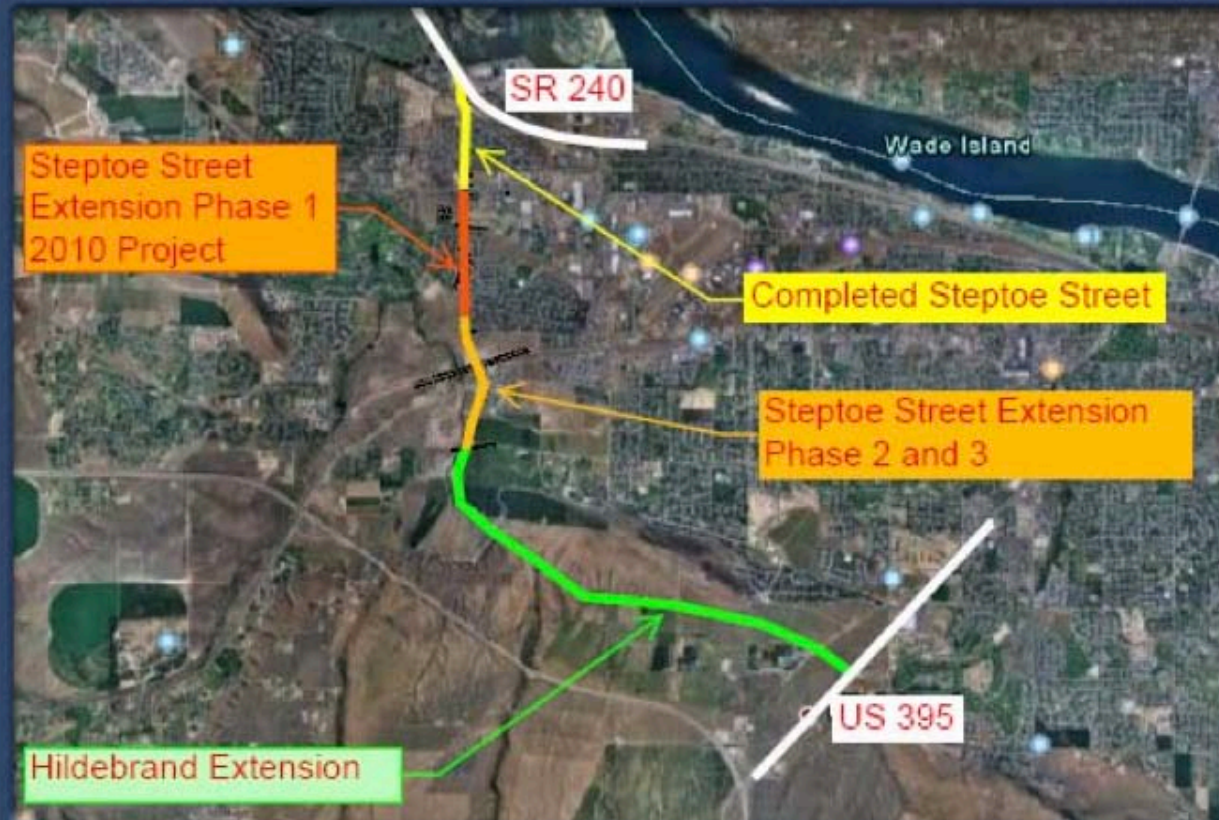 SR 240
Wade Island
Steptoe Street
Extension Phase 1
2010 Project
Completed Steptoe Street
Steptoe Street Extension
Phase 2 and 3
US 395
Hildebrand Extension